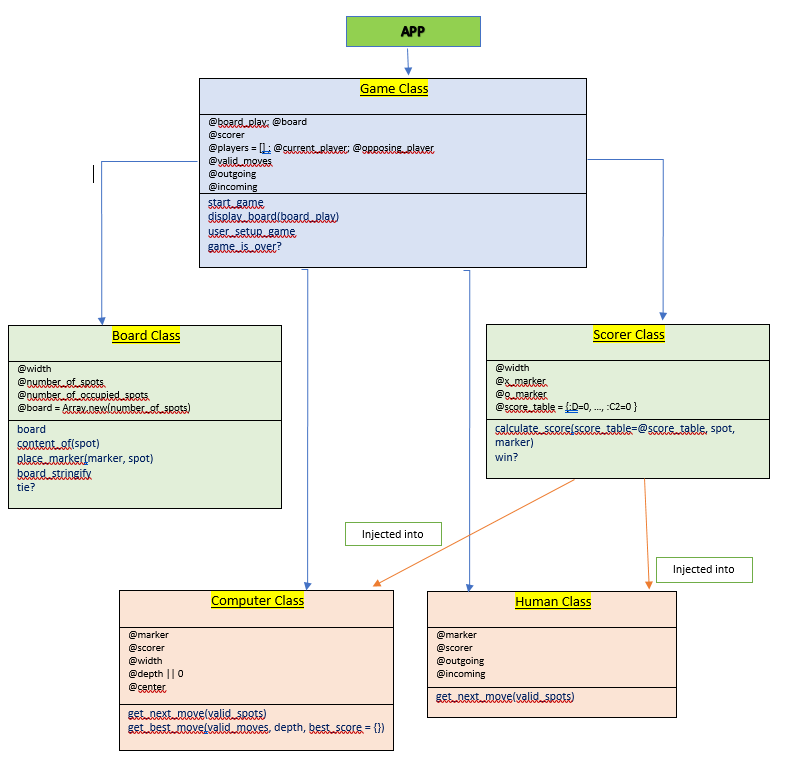 APP
Game Class
@board_play; @board
@scorer
@players = [] ; @current_player; @opposing_player
@valid_moves
@outgoing
@incoming
start_game
display_board(board_play)
user_setup_game
game_is_over?
Board Class
@width
@number_of_spots
@number_of_occupied_spots
@board = Array.new(number_of_spots)
board
content_of(spot)
place_marker(marker, spot)
board_stringify
tie?
Scorer Class
@width
@x_marker
@o_marker
@score_table = {:D=0, ..., :C2=0 }
calculate_score(score_table=@score_table, spot,
marker)
win?
Injected into
Injected into
Computer Class
@marker
@scorer
@width
@depth || 0
@center
get_next_move(valid_spots)
get_best_move(valid_moves, depth, best_score = {})
Human Class
@marker
@scorer
@outgoing
@incoming
get_next_move(valid_spots)